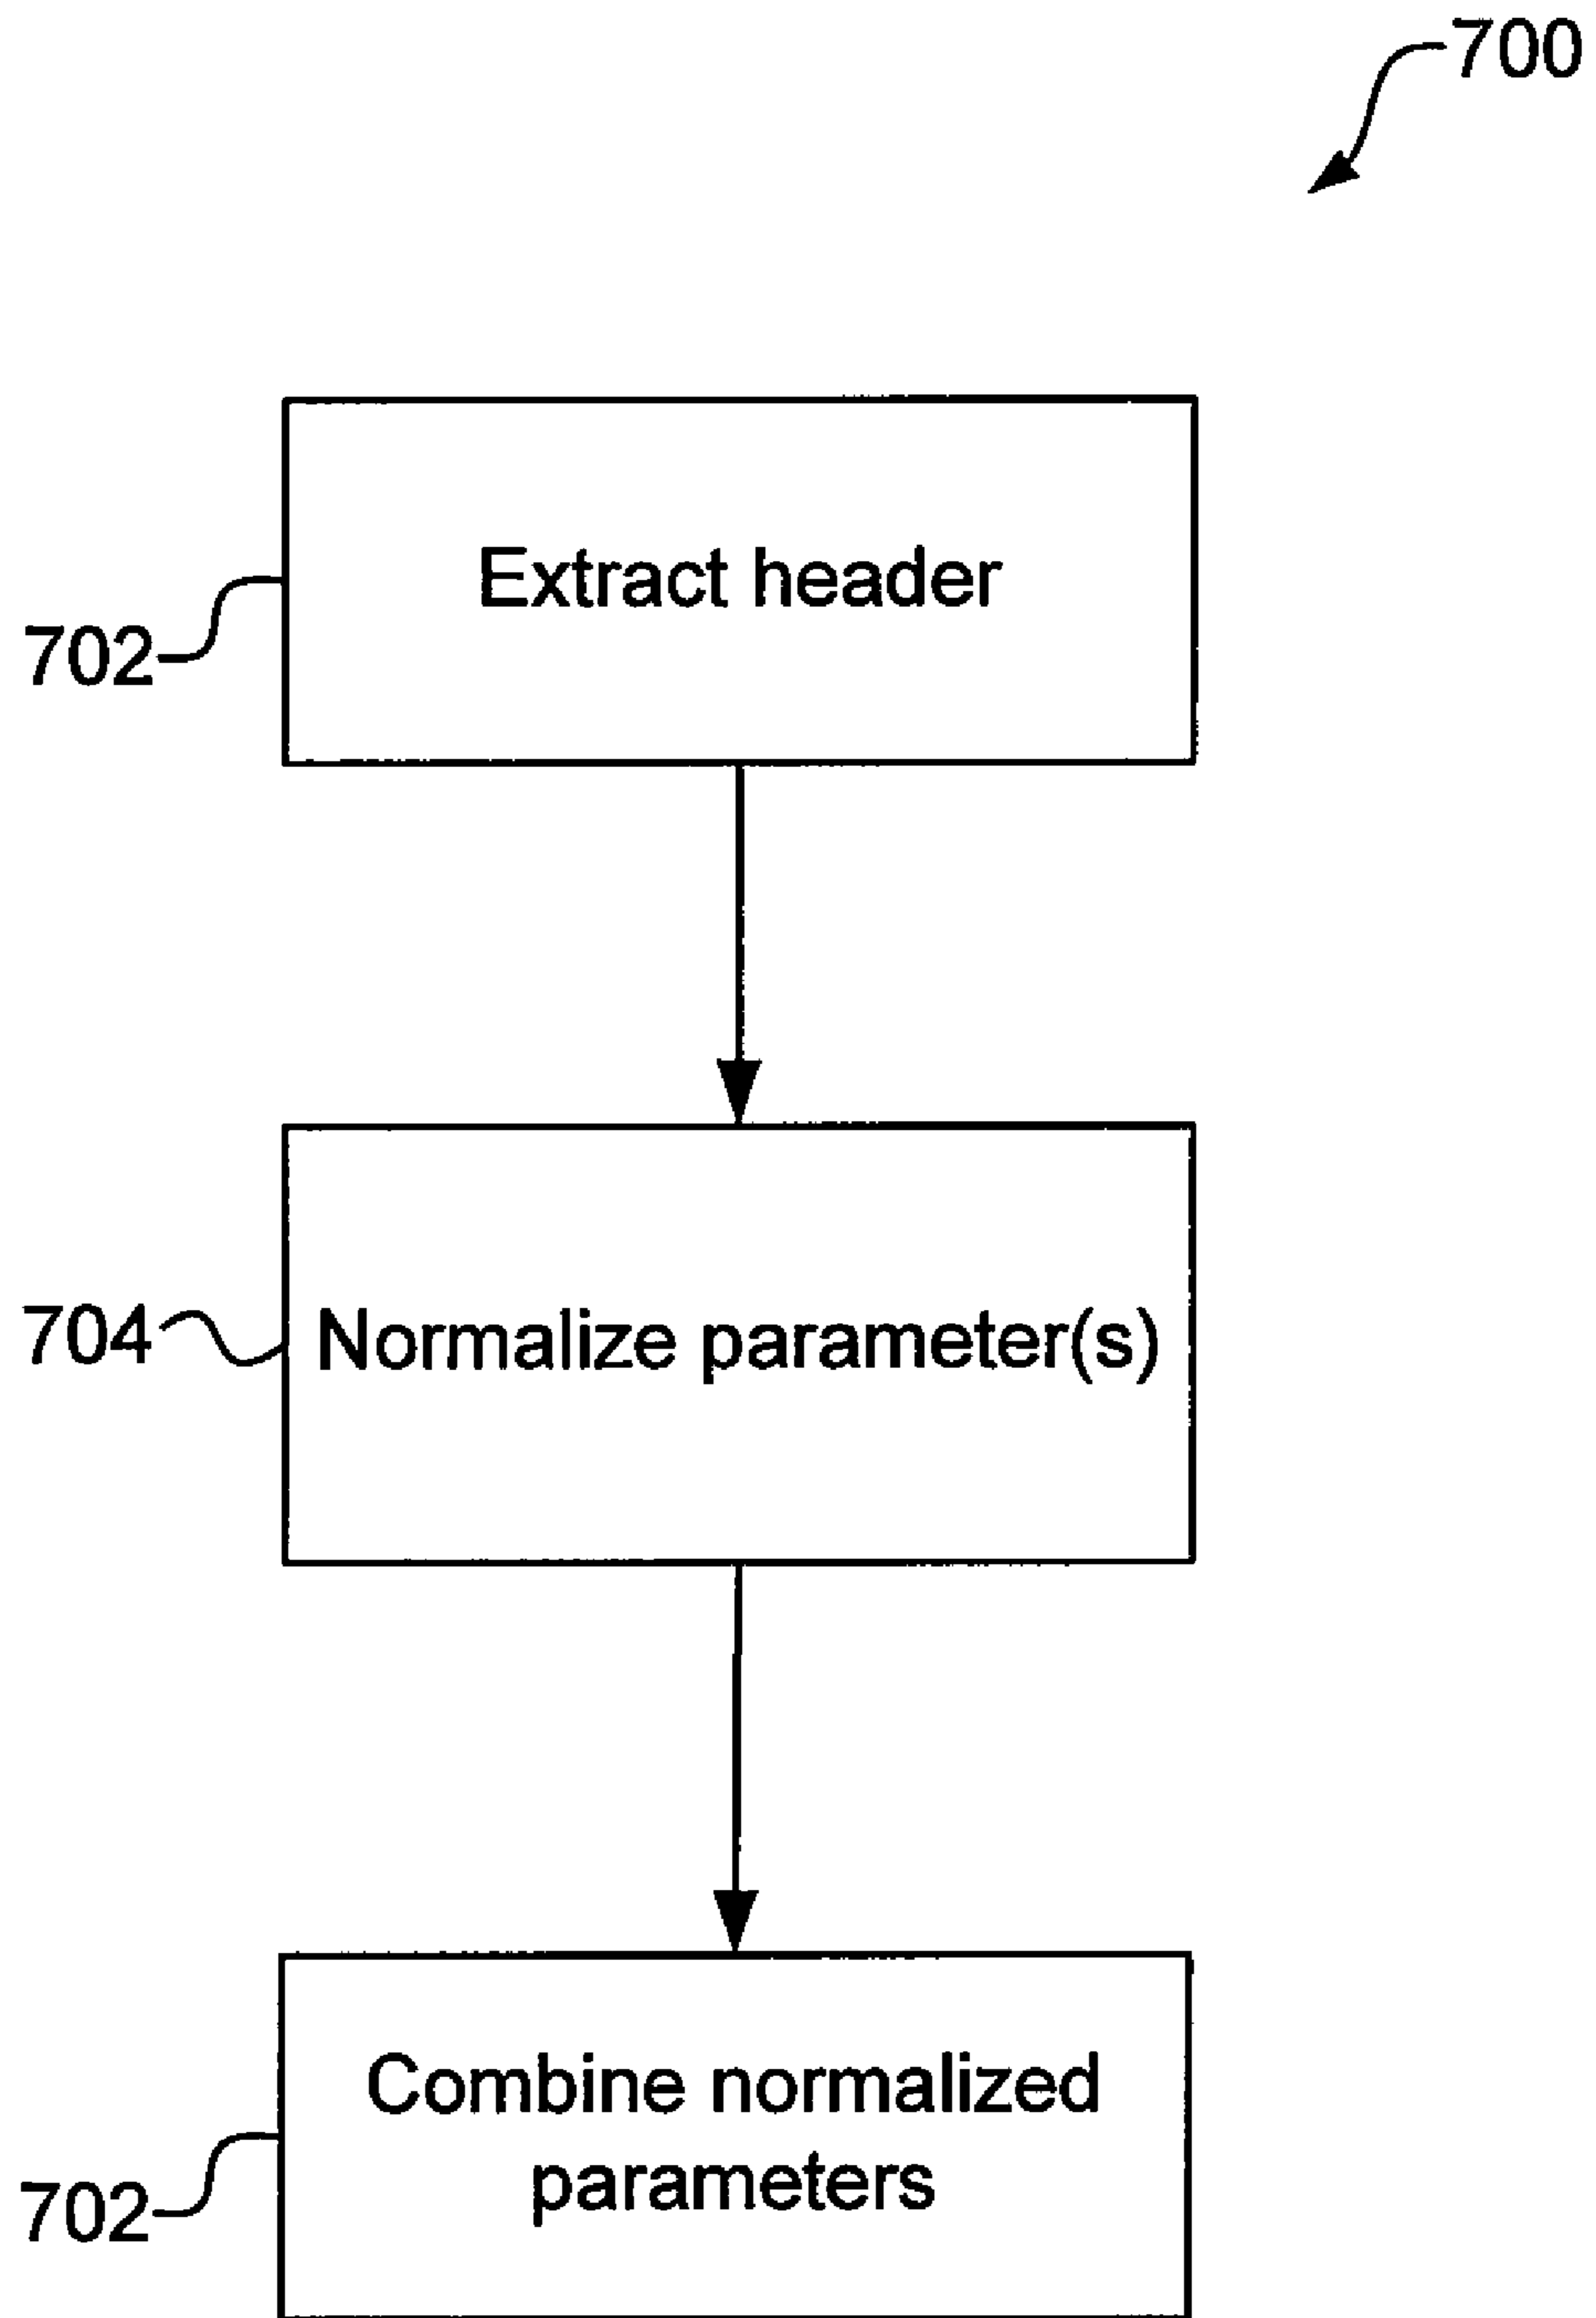 700
Extract header
702
704
Normalize parameter(s)
Combine normalized
parameters
702